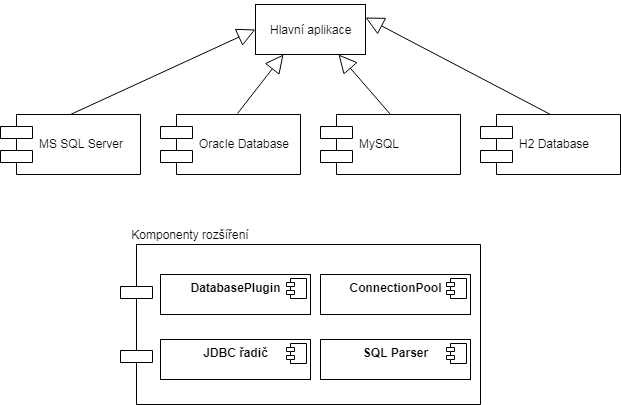 Hlavní aplikace
MS SQL Server
Oracle Database
MySQL
H2 Database
Komponenty rozšíření
DatabasePlugin
ConnectionPool
JDBC řadič
SQL Parser